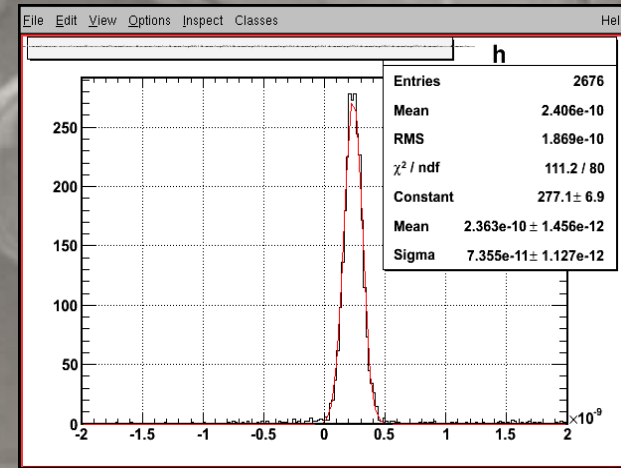 File Edit View Options Inspect Classes Hel
h
Entries 2676
Mean 2.406e-10
RMS 1.869e-10
χ² / ndf 111.2 / 80
Constant 277.1± 6.9
Mean 2.363e-10 ± 1.456e-12
Sigma 7.355e-11± 1.127e-12
250
200
150
100
50
0
-2 -1.5 -1 -0.5 0 0.5 1 1.5 2
×10⁻⁹